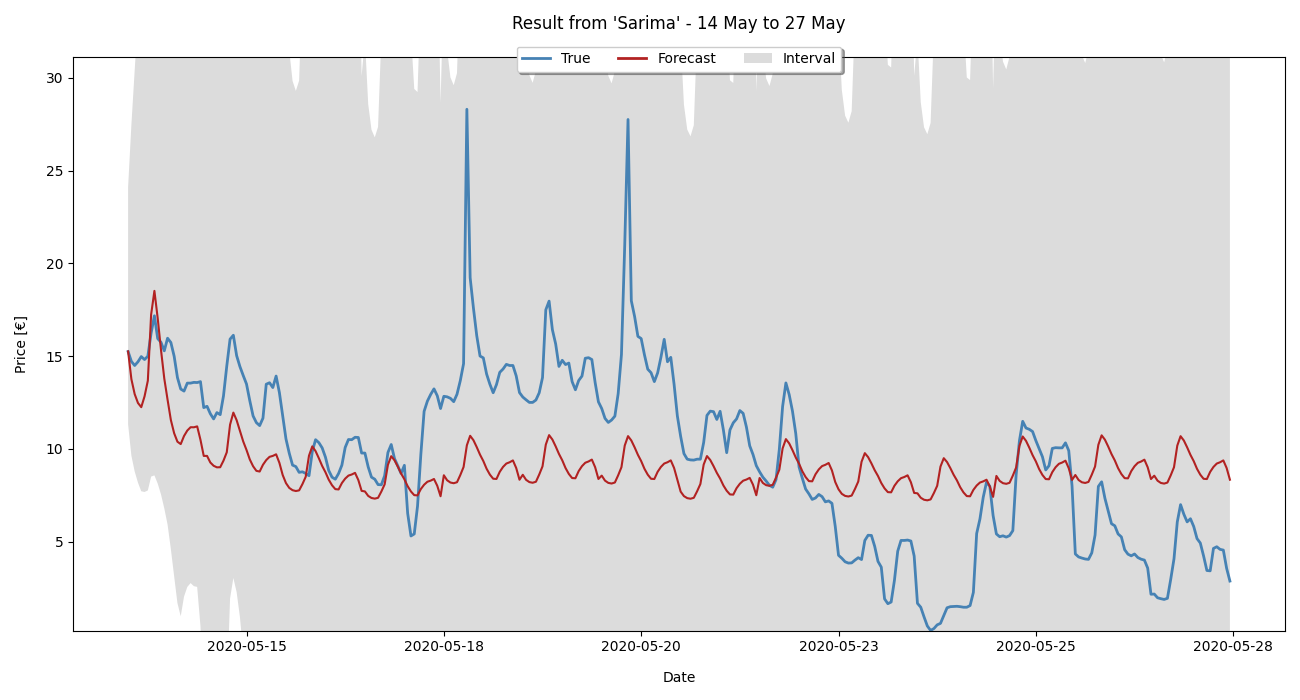 Result from 'Sarima' - 14 May to 27 May
True Forecast Interval
30
25
20
15
10
5
Price [€]
2020-05-15 2020-05-18 2020-05-20 2020-05-23 2020-05-25 2020-05-28
Date